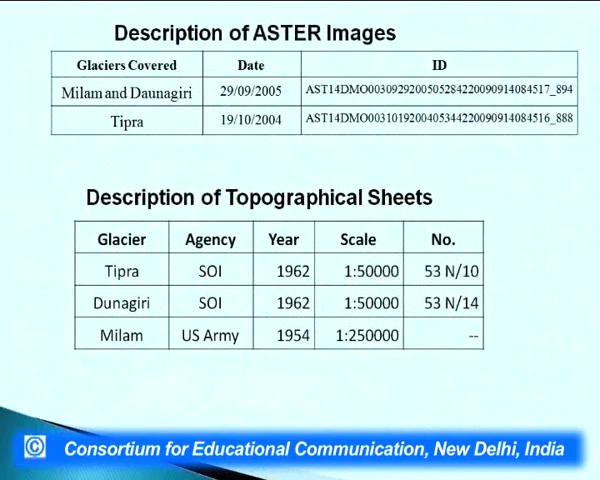 Description of ASTER Images
Glaciers Covered Date ID
Milam and Daunagiri 29/09/2005 AST14DMO00309292005052842200909140845​17_894
Tipra 19/10/2004 AST14DMO00310192004053442200909140845​16_888
Description of Topographical Sheets
Glacier Agency Year Scale No.
Tipra SOI 1962 1:50000 53 N/10
Dunagiri SOI 1962 1:50000 53 N/14
Milam US Army 1954 1:250000 --
© Consortium for Educational Communication, New Delhi, India